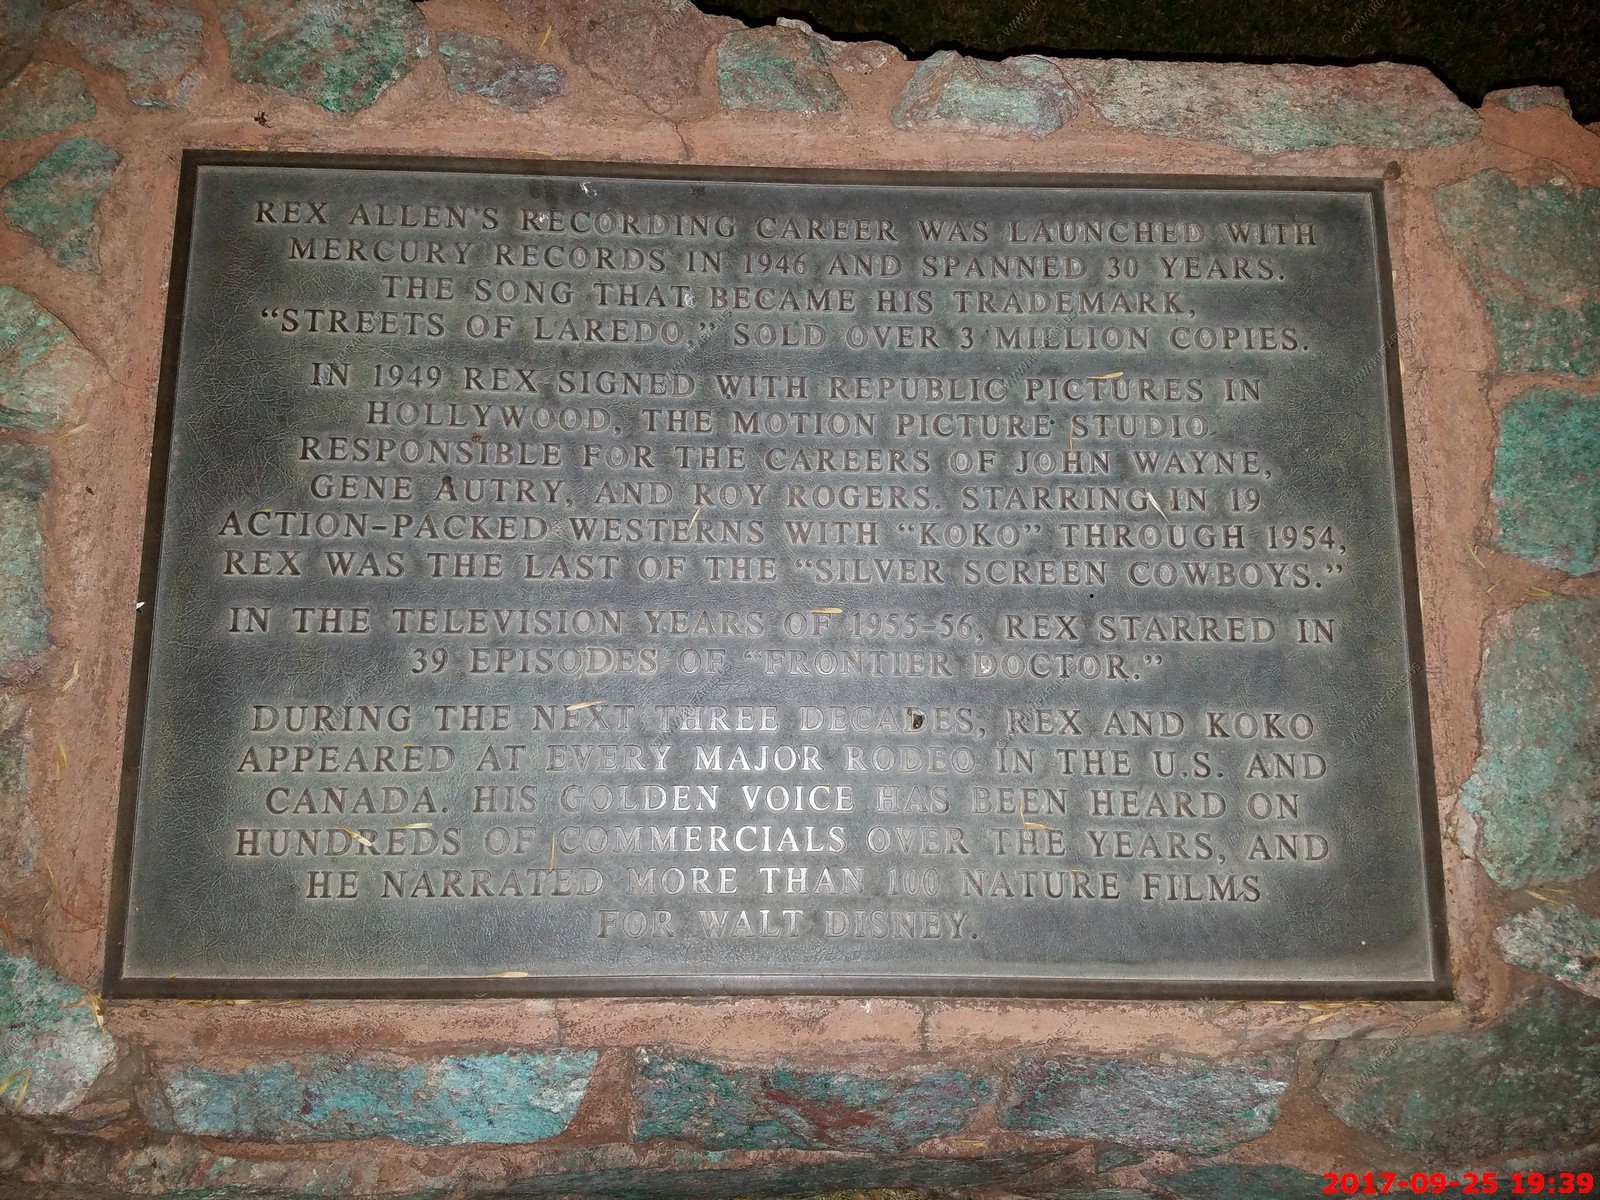 REX ALLEN'S RECORDING CAREER WAS LAUNCHED WITH
MERCURY RECORDS IN 1946 AND SPANNED 30 YEARS.
THE SONG THAT BECAME HIS TRADEMARK,
"STREETS OF LAREDO," SOLD OVER 3 MILLION COPIES.
IN 1949 REX SIGNED WITH REPUBLIC PICTURES IN
HOLLYWOOD, THE MOTION PICTURE STUDIO
RESPONSIBLE FOR THE CAREERS OF JOHN WAYNE,
GENE AUTRY, AND ROY ROGERS. STARRING IN 19
ACTION-PACKED WESTERNS WITH "KOKO" THROUGH 1954,
REX WAS THE LAST OF THE "SILVER SCREEN COWBOYS."
IN THE TELEVISION YEARS OF 1955-56, REX STARRED IN
39 EPISODES OF "FRONTIER DOCTOR."
DURING THE NEXT THREE DECADES, REX AND KOKO
APPEARED AT EVERY MAJOR RODEO IN THE U.S. AND
CANADA. HIS GOLDEN VOICE HAS BEEN HEARD ON
HUNDREDS OF COMMERCIALS OVER THE YEARS, AND
HE NARRATED MORE THAN 100 NATURE FILMS
FOR WALT DISNEY.
2017-09-25 19:39